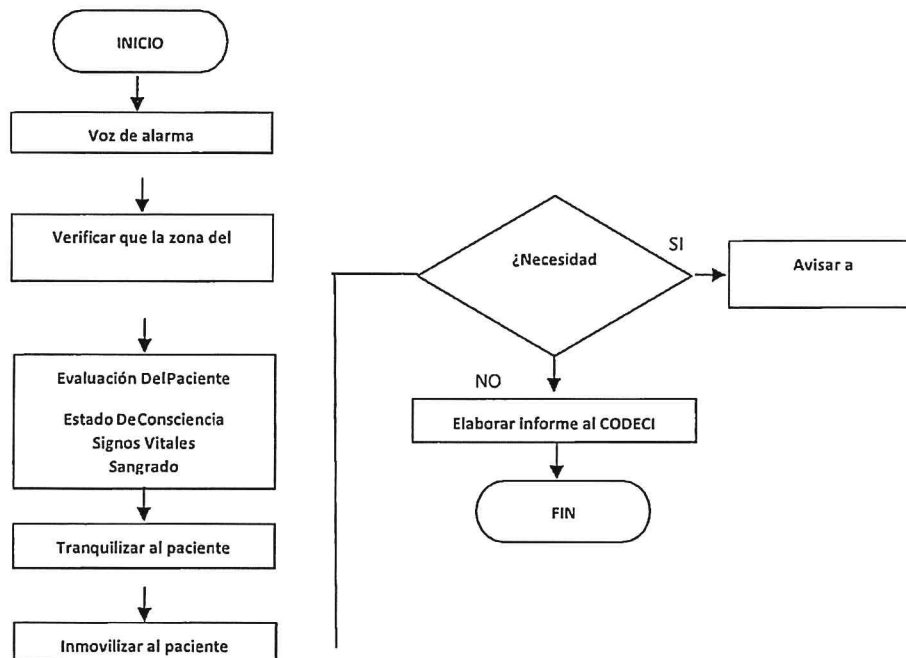 INICIO
Voz de alarma
Verificar que la zona del
Evaluación DelPaciente
Estado DeConsciencia
Signos Vitales
Sangrado
Tranquilizar al paciente
Inmovilizar al paciente
¿Necesidad
SI
Avisar a
NO
Elaborar informe al CODECI
FIN